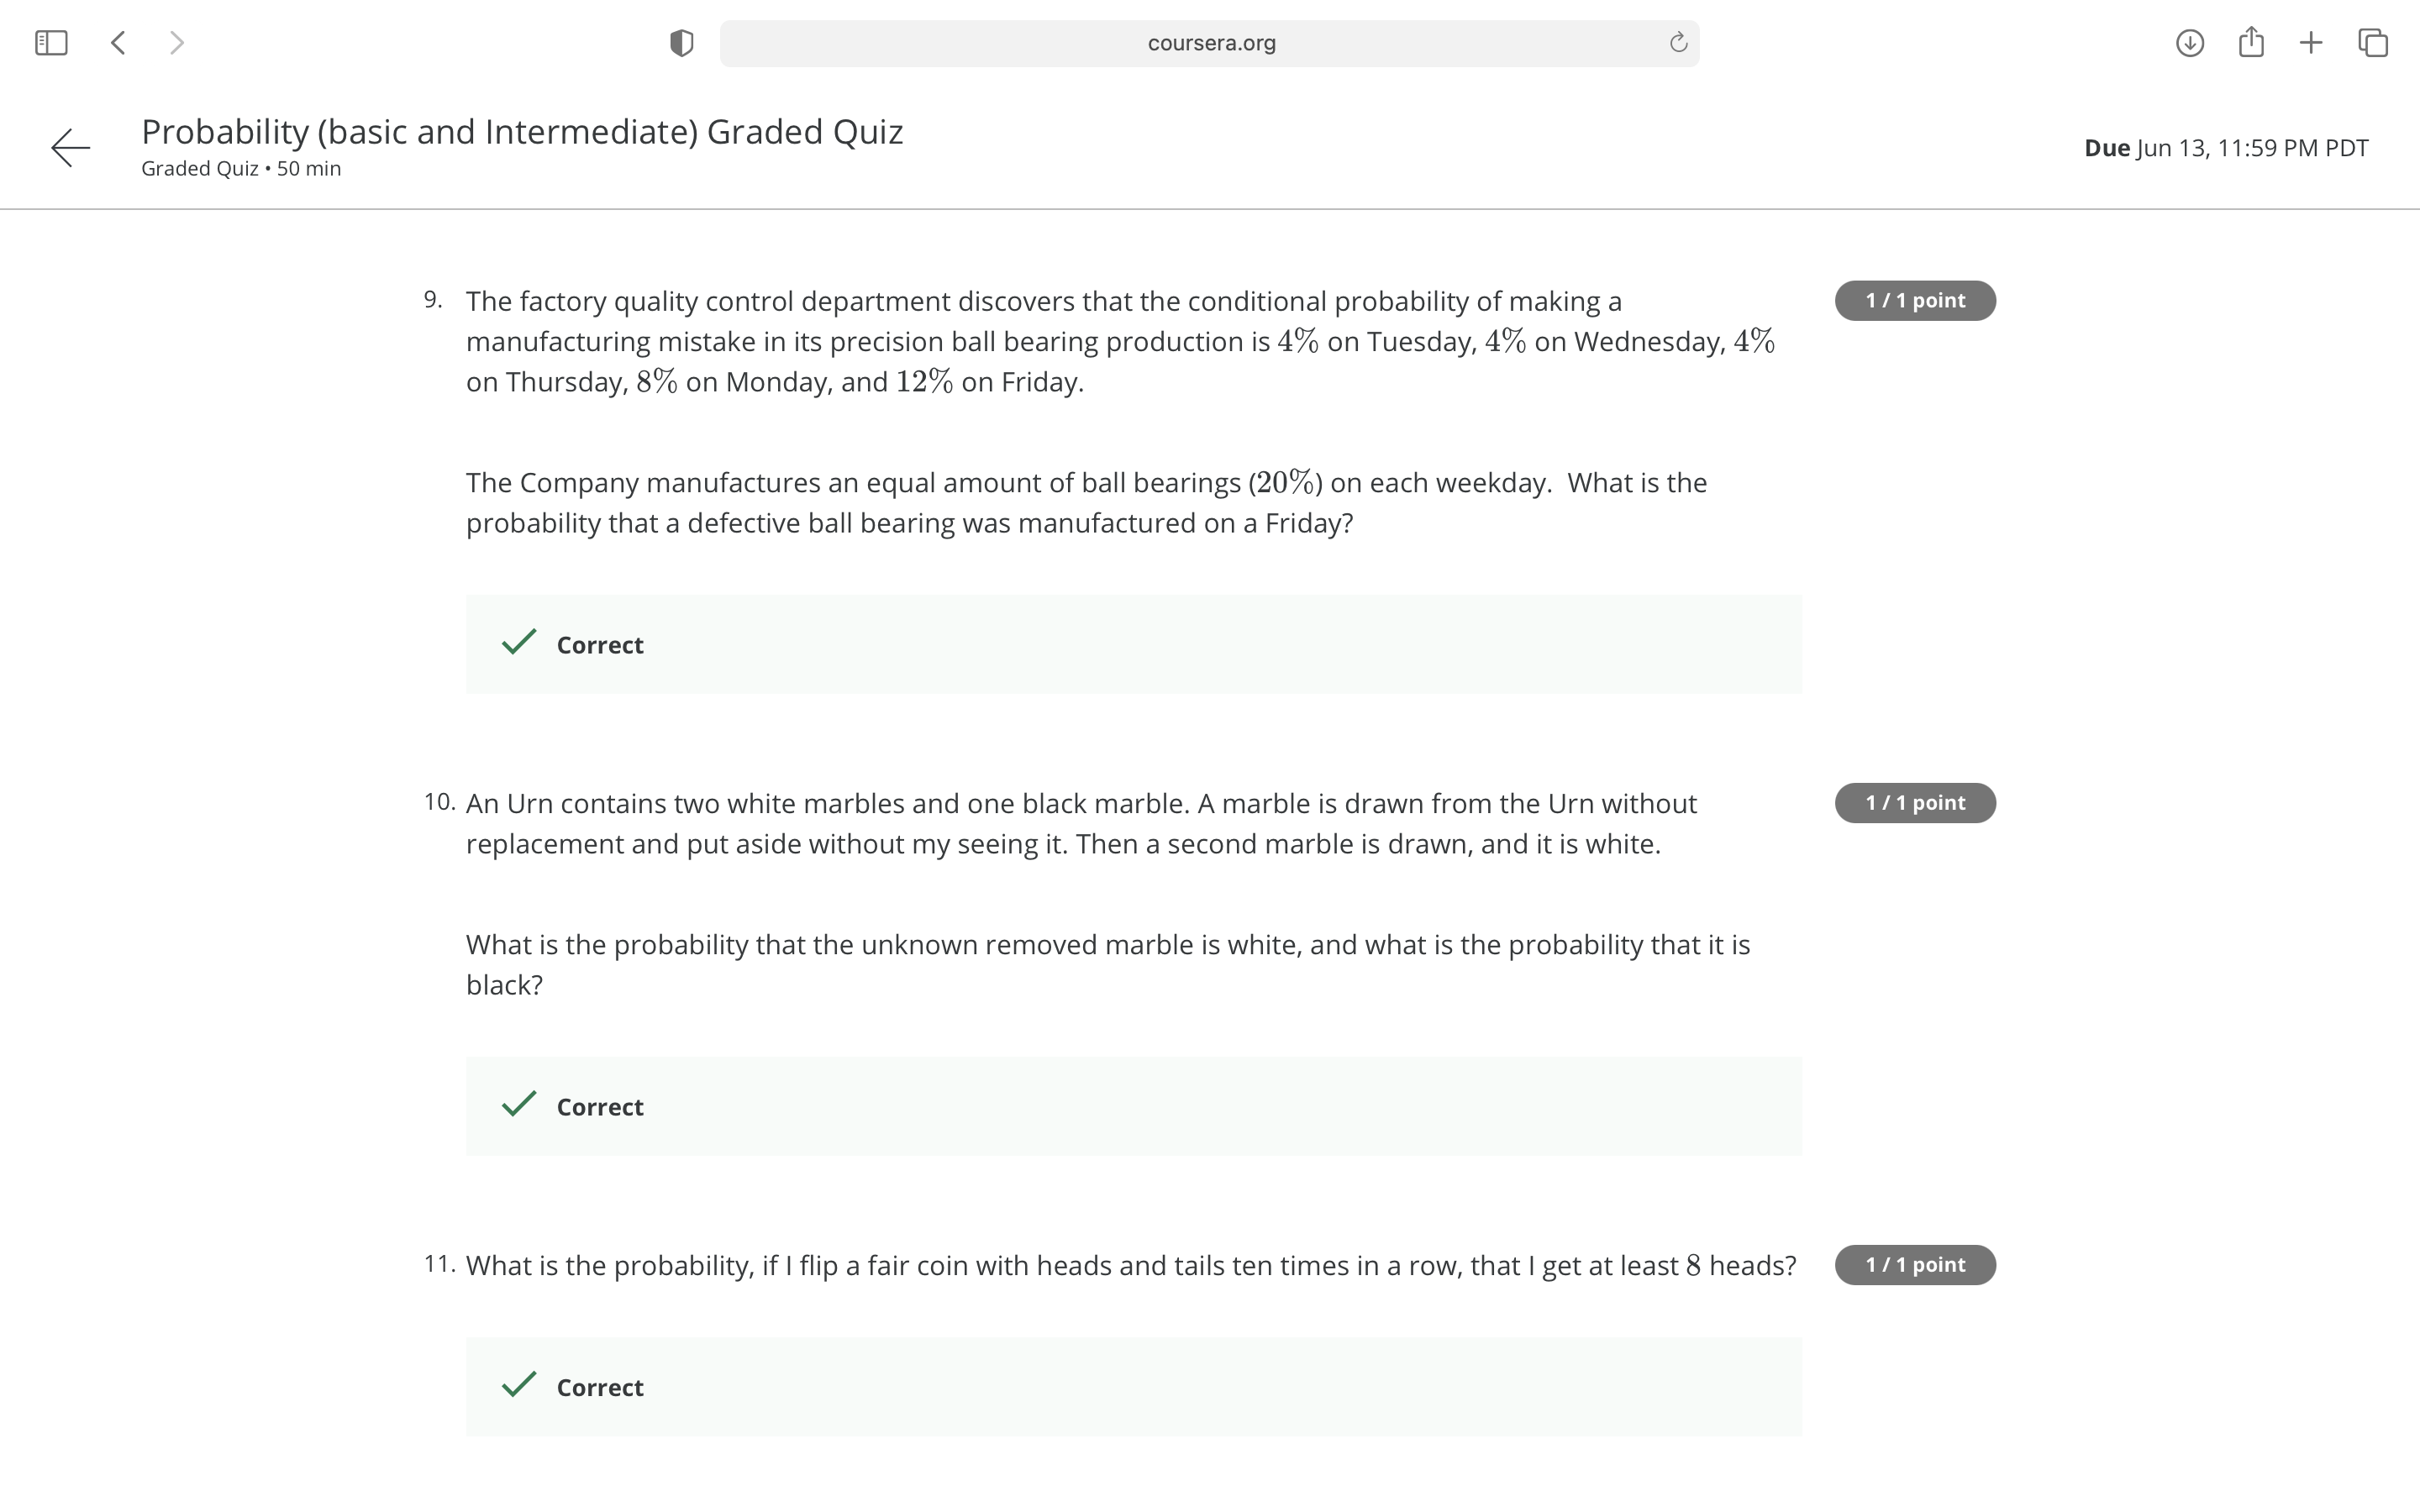 coursera.org
Probability (basic and Intermediate) Graded Quiz
Graded Quiz • 50 min
Due Jun 13, 11:59 PM PDT
9. The factory quality control department discovers that the conditional probability of making a
1 / 1 point
manufacturing mistake in its precision ball bearing production is 4% on Tuesday, 4% on Wednesday, 4%
on Thursday, 8% on Monday, and 12% on Friday.
The Company manufactures an equal amount of ball bearings (20%) on each weekday.  What is the
probability that a defective ball bearing was manufactured on a Friday?
Correct
10. An Urn contains two white marbles and one black marble. A marble is drawn from the Urn without
1 / 1 point
replacement and put aside without my seeing it. Then a second marble is drawn, and it is white.
What is the probability that the unknown removed marble is white, and what is the probability that it is
black?
Correct
11. What is the probability, if I flip a fair coin with heads and tails ten times in a row, that I get at least 8 heads?
1 / 1 point
Correct